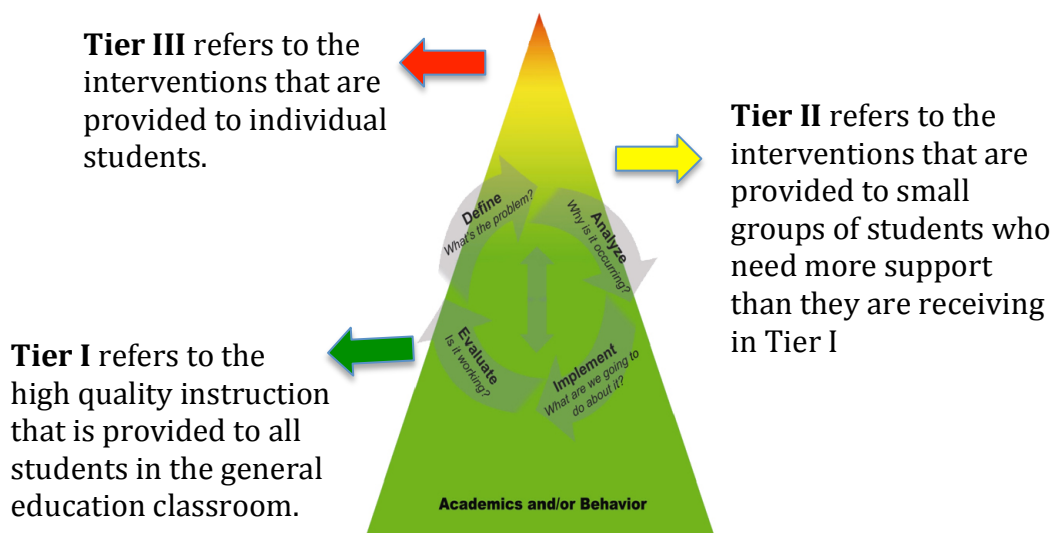 Tier III refers to the
interventions that are
provided to individual
students.
Tier II refers to the
interventions that are
provided to small
groups of students who
need more support
than they are receiving
in Tier I
Define
What's the problem?
Analyze
Why is it occurring?
Implement
What are we going to
do about it?
Evaluate
Is it working?
Tier I refers to the
high quality instruction
that is provided to all
students in the general
education classroom.
Academics and/or Behavior